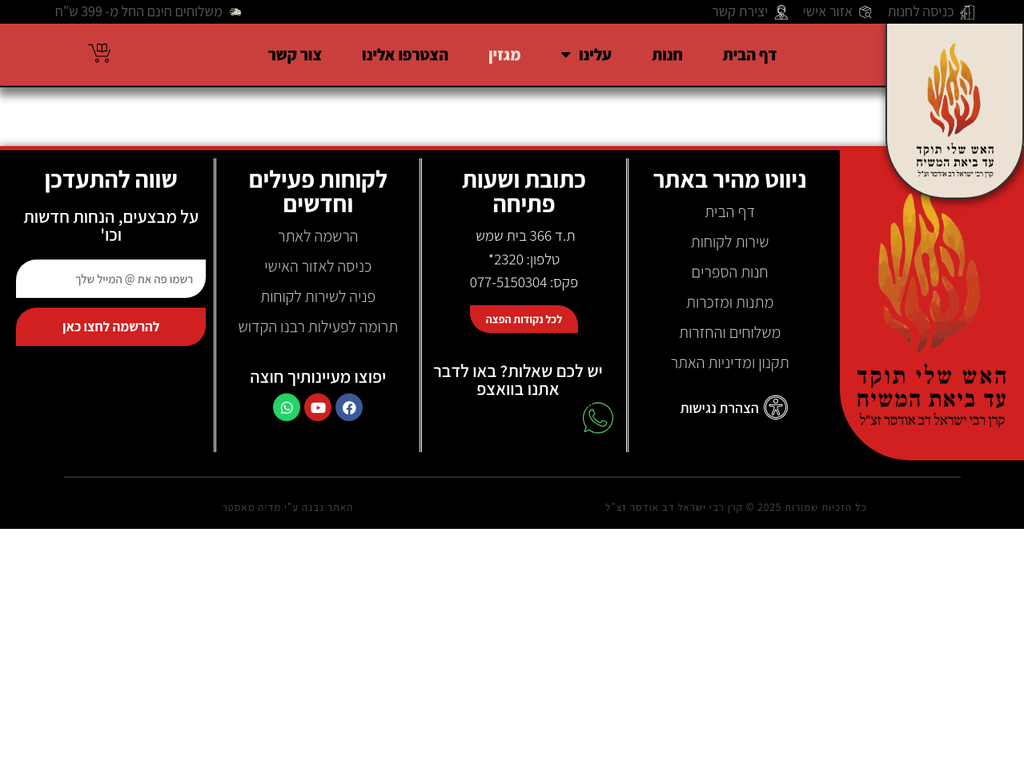 כניסה לחנות
אזור אישי
יצירת קשר
משלוחים חינם החל מ- 399 ש"ח
דף הבית
חנות
עלינו
מגזין
הצטרפו אלינו
צור קשר
האש שלי תוקד
עד ביאת המשיח
קרן רבי ישראל דב אודסר זצ"ל
האש שלי תוקד
עד ביאת המשיח
קרן רבי ישראל דב אודסר זצ"ל
ניווט מהיר באתר
דף הבית
שירות לקוחות
חנות הספרים
מתנות ומזכרות
משלוחים והחזרות
תקנון ומדיניות האתר
הצהרת נגישות
כתובת ושעות
פתיחה
ת.ד 366 בית שמש
טלפון: 2320*
פקס: 077-5150304
לכל נקודות הפצה
יש לכם שאלות? באו לדבר
אתנו בוואצפ
לקוחות פעילים
וחדשים
הרשמה לאתר
כניסה לאזור האישי
פניה לשירות לקוחות
תרומה לפעילות רבנו הקדוש
יפוצו מעיינותיך חוצה
שווה להתעדכן
על מבצעים, הנחות חדשות
וכו'
רשמו פה את @ המייל שלך
להרשמה לחצו כאן
כל הזכיות שמורות 2025 © קרן רבי ישראל דב אודסר זצ"ל
האתר נבנה ע"י מדיה מאסטר